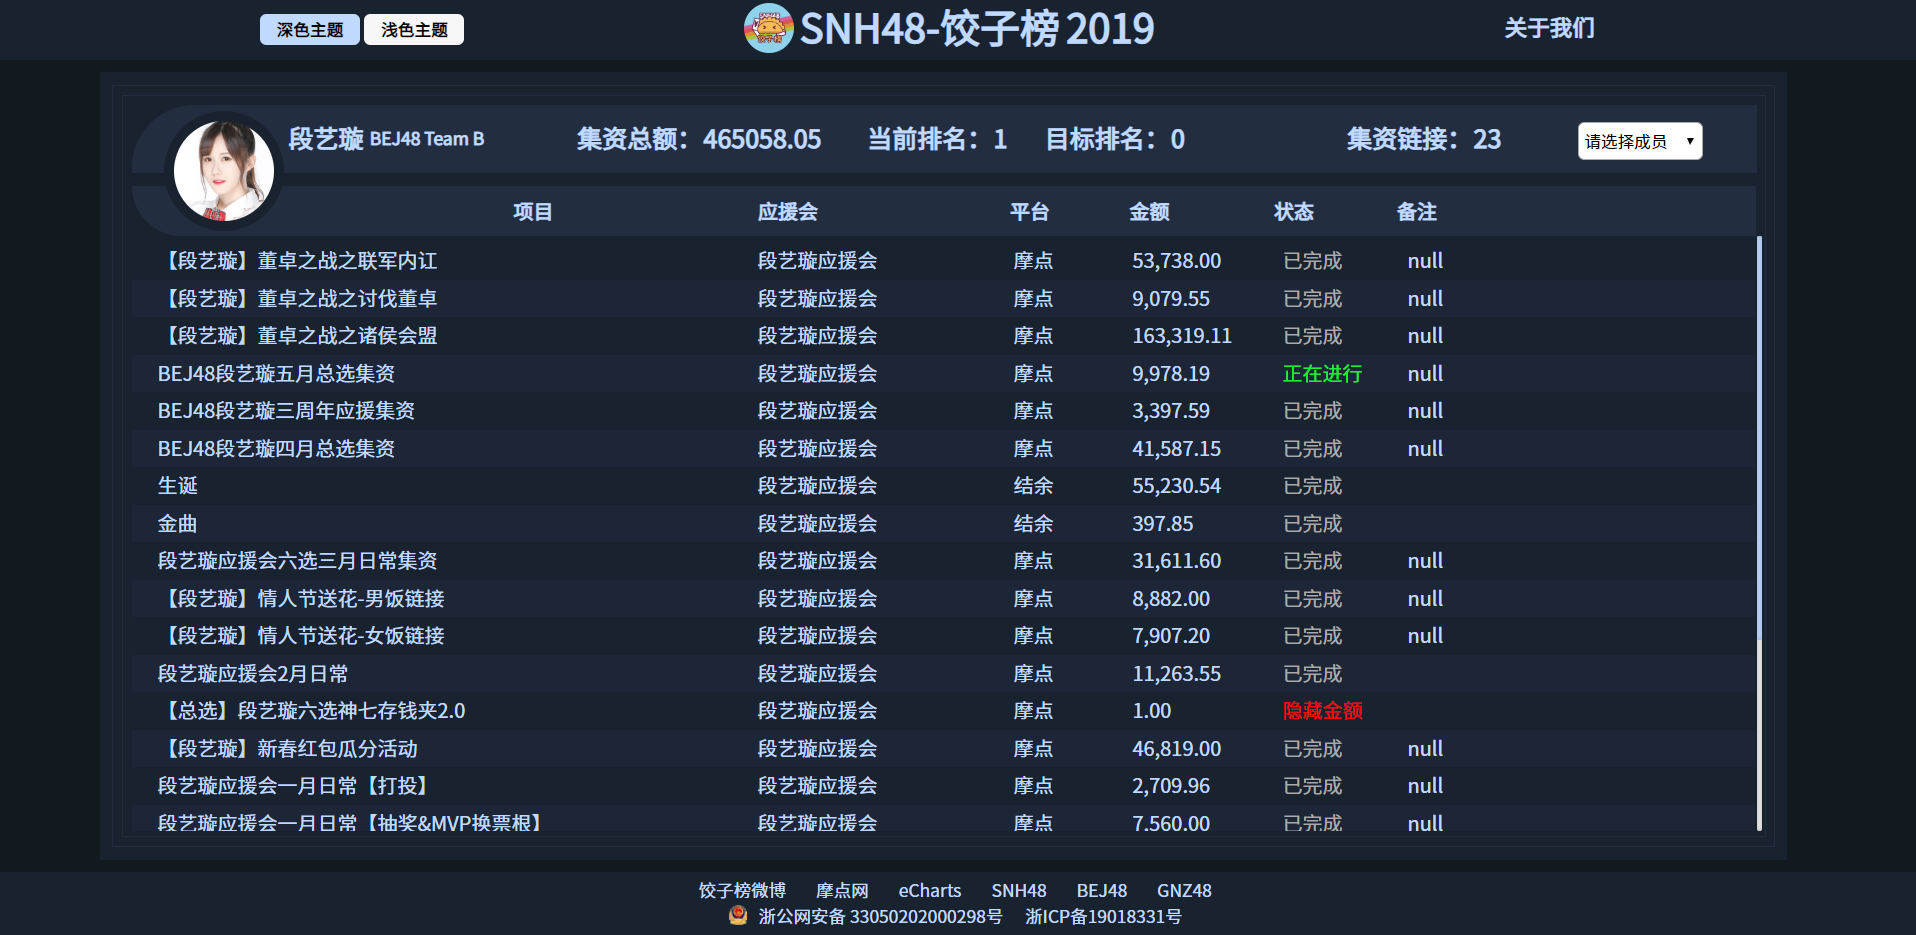 深色主题 浅色主题 SNH48-饺子榜 2019 关于我们
段艺璇 BEJ48 Team B 集资总额：465058.05 当前排名：1 目标排名：0 集资链接：23 请选择成员
项目 应援会 平台 金额 状态 备注
【段艺璇】董卓之战之联军内讧 段艺璇应援会 摩点 53,738.00 已完成 null
【段艺璇】董卓之战之讨伐董卓 段艺璇应援会 摩点 9,079.55 已完成 null
【段艺璇】董卓之战之诸侯会盟 段艺璇应援会 摩点 163,319.11 已完成 null
BEJ48段艺璇五月总选集资 段艺璇应援会 摩点 9,978.19 正在进行 null
BEJ48段艺璇三周年应援集资 段艺璇应援会 摩点 3,397.59 已完成 null
BEJ48段艺璇四月总选集资 段艺璇应援会 摩点 41,587.15 已完成 null
生诞 段艺璇应援会 结余 55,230.54 已完成
金曲 段艺璇应援会 结余 397.85 已完成
段艺璇应援会六选三月日常集资 段艺璇应援会 摩点 31,611.60 已完成 null
【段艺璇】情人节送花-男饭链接 段艺璇应援会 摩点 8,882.00 已完成 null
【段艺璇】情人节送花-女饭链接 段艺璇应援会 摩点 7,907.20 已完成 null
段艺璇应援会2月日常 段艺璇应援会 摩点 11,263.55 已完成
【总选】段艺璇六选神七存钱夹2.0 段艺璇应援会 摩点 1.00 隐藏金额
【段艺璇】新春红包瓜分活动 段艺璇应援会 摩点 46,819.00 已完成 null
段艺璇应援会一月日常【打投】 段艺璇应援会 摩点 2,709.96 已完成 null
段艺璇应援会一月日常【抽奖&MVP换票根】 段艺璇应援会 摩点 7,560.00 已完成 null
饺子榜微博 摩点网 eCharts SNH48 BEJ48 GNZ48
浙公网安备 33050202000298号 浙ICP备19018331号